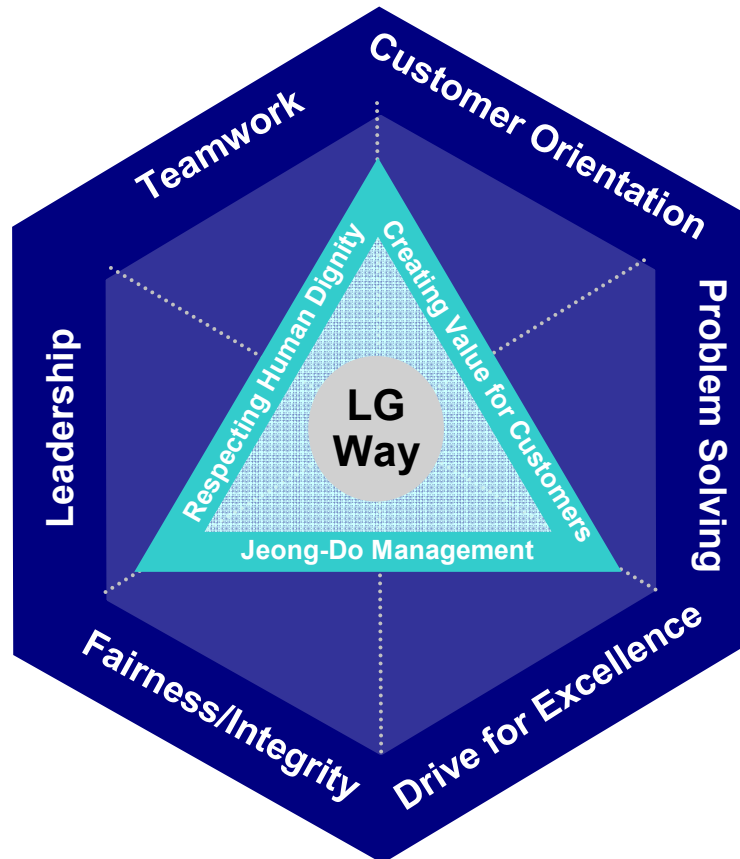 Customer Orientation
Teamwork
Problem Solving
Leadership
Respecting Human Dignity
Creating Value for Customers
LG
Way
Jeong-Do Management
Fairness/Integrity
Drive for Excellence